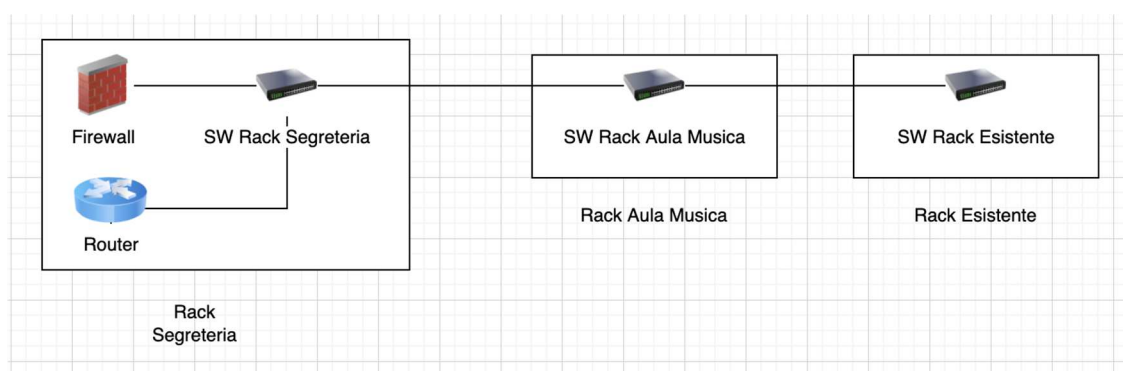 Firewall
SW Rack Segreteria
SW Rack Aula Musica
SW Rack Esistente
Router
Rack Aula Musica
Rack Esistente
Rack
Segreteria